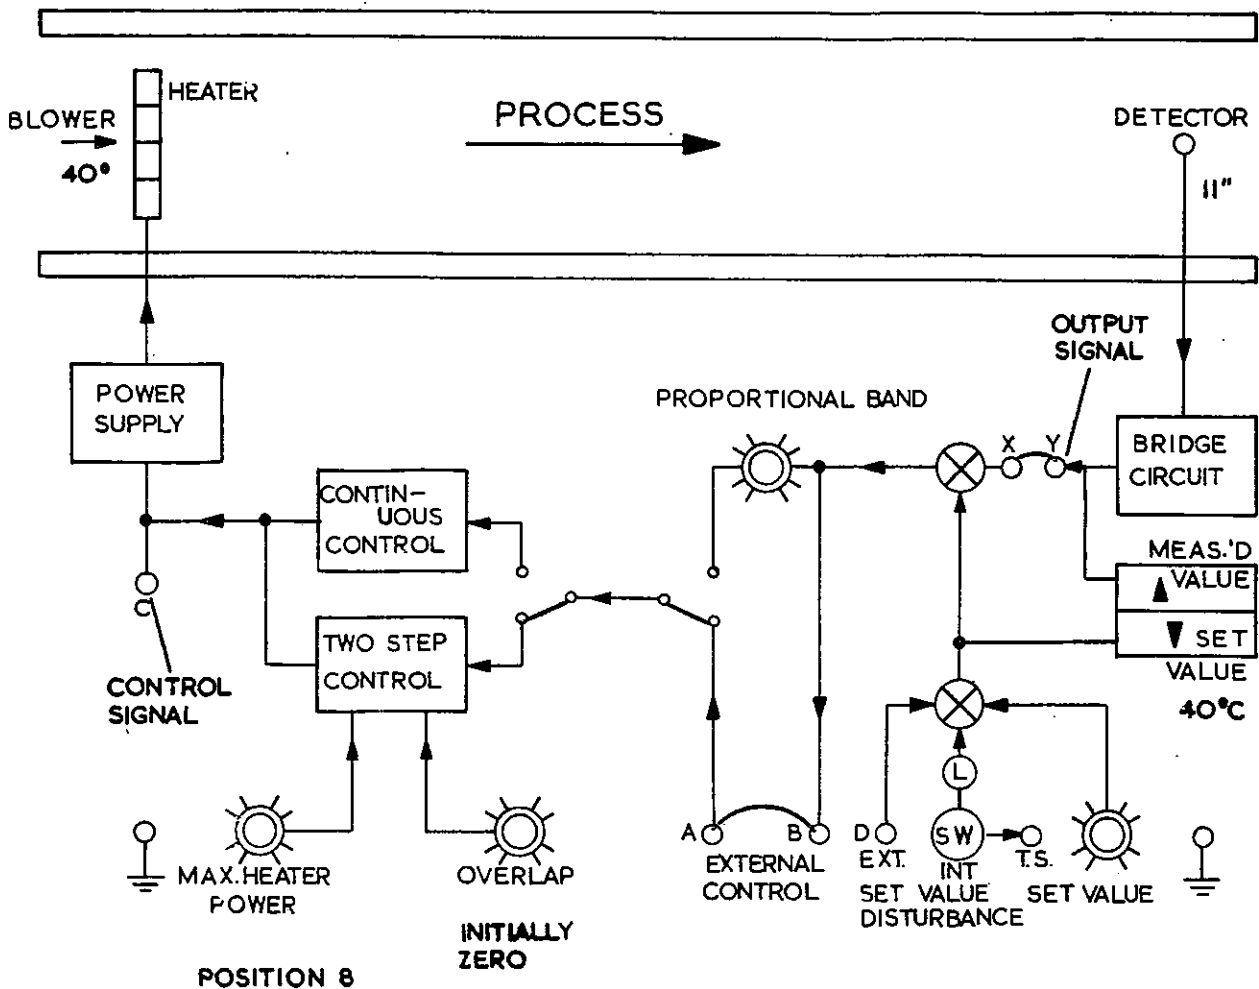 HEATER
BLOWER
40°
PROCESS
DETECTOR
11"
OUTPUT
SIGNAL
POWER
SUPPLY
PROPORTIONAL BAND
X Y
BRIDGE
CIRCUIT
CONTIN-
UOUS
CONTROL
MEAS.'D
VALUE
SET
VALUE
40°C
TWO STEP
CONTROL
C
CONTROL
SIGNAL
L
A
B
D
SW
EXT.
INT
T.S.
MAX. HEATER
POWER
OVERLAP
EXTERNAL
CONTROL
SET VALUE
DISTURBANCE
SET VALUE
INITIALLY
ZERO
POSITION 8